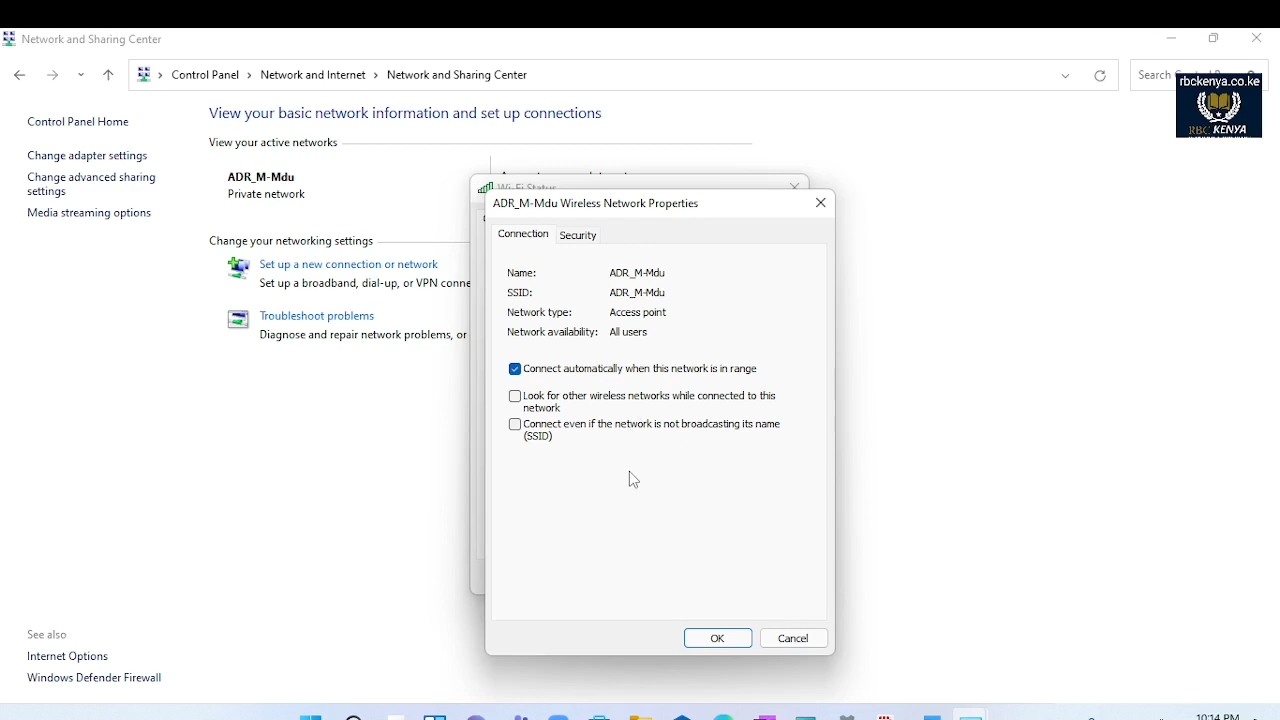 Network and Sharing Center
Control Panel › Network and Internet › Network and Sharing Center
Search
rbckenya.co.ke
RBC KENYA
Control Panel Home
Change adapter settings
Change advanced sharing
settings
Media streaming options
View your basic network information and set up connections
View your active networks
ADR_M-Mdu
Private network
Change your networking settings
Set up a new connection or network
Set up a broadband, dial-up, or VPN conne
Troubleshoot problems
Diagnose and repair network problems, or
Wi-Fi Status
ADR_M-Mdu Wireless Network Properties
Connection
Security
Name: ADR_M-Mdu
SSID: ADR_M-Mdu
Network type: Access point
Network availability: All users
Connect automatically when this network is in range
Look for other wireless networks while connected to this
network
Connect even if the network is not broadcasting its name
(SSID)
OK
Cancel
See also
Internet Options
Windows Defender Firewall
10:14 PM